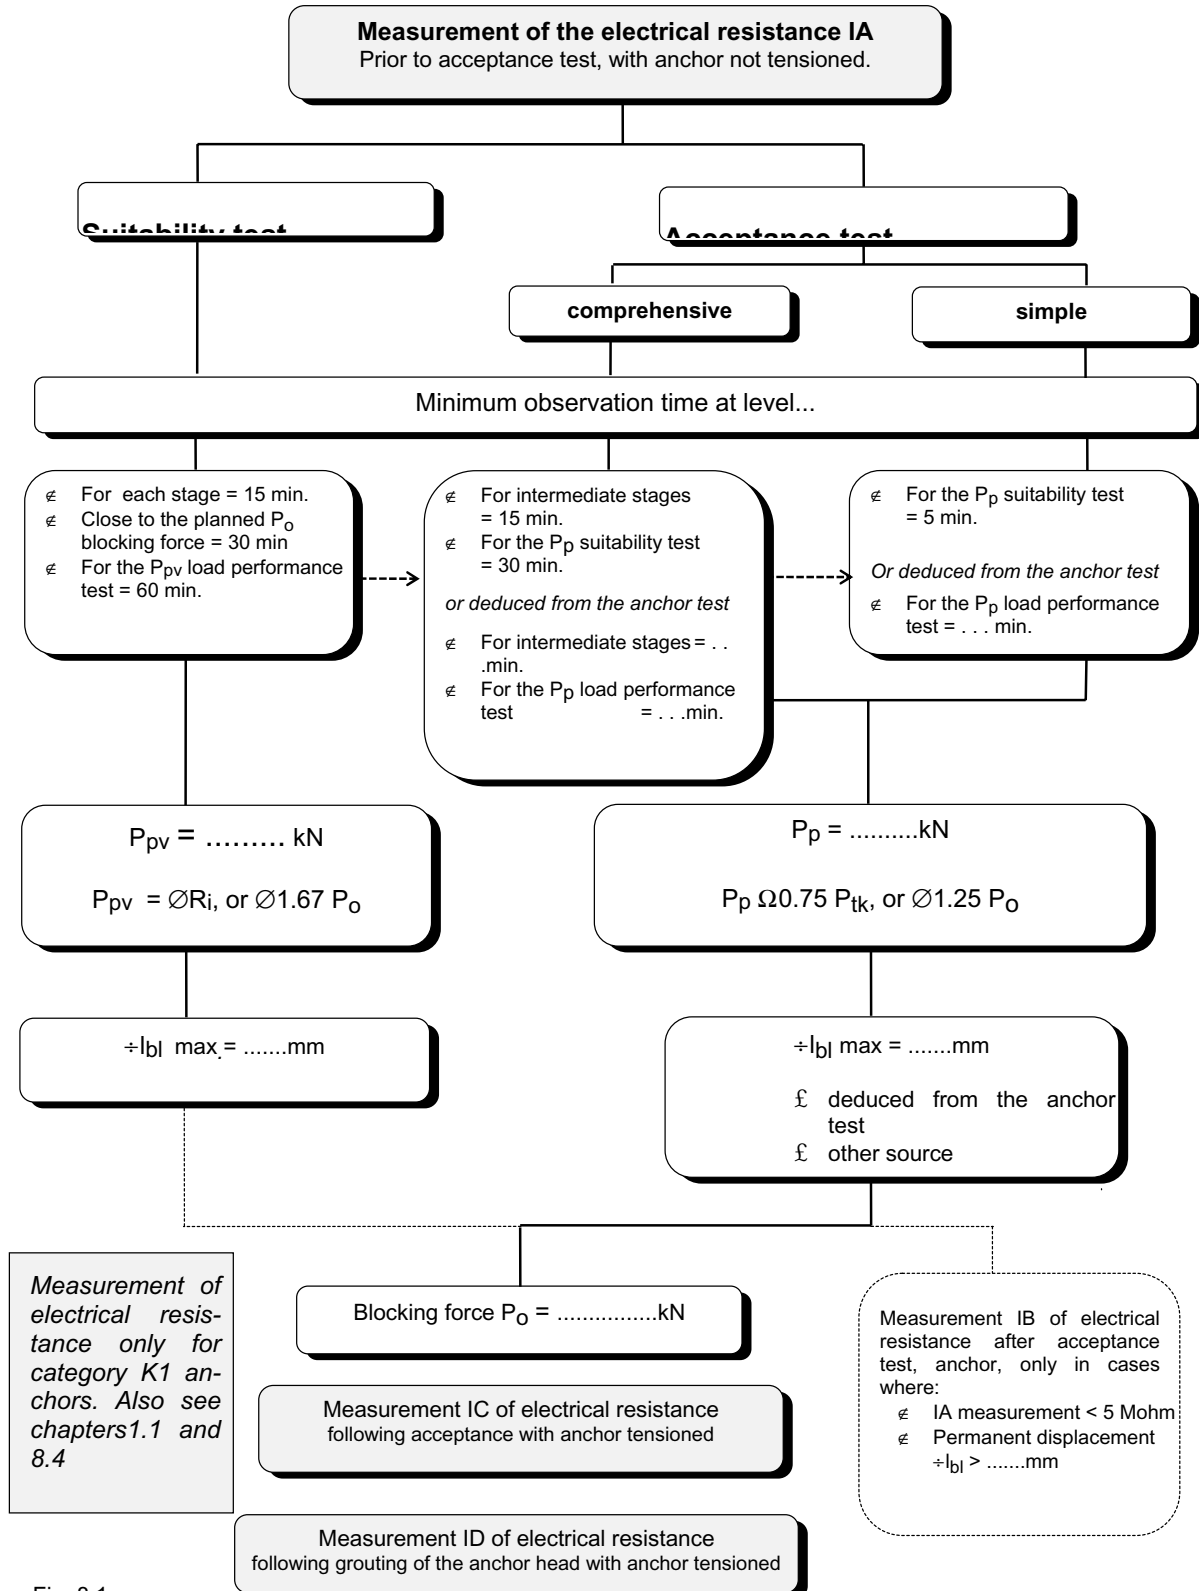 Measurement of the electrical resistance IA
Prior to acceptance test, with anchor not tensioned.
Suitability test
Acceptance test
comprehensive
simple
Minimum observation time at level...
∉ For each stage = 15 min.
∉ Close to the planned Po
blocking force = 30 min
∉ For the Ppv load performance
test = 60 min.
∉ For intermediate stages
= 15 min.
∉ For the Pp suitability test
= 30 min.
or deduced from the anchor test
∉ For intermediate stages = . .
.min.
∉ For the Pp load performance
test = . . .min.
∉ For the Pp suitability test
= 5 min.
Or deduced from the anchor test
∉ For the Pp load performance
test = . . . min.
Ppv = ......... kN
Ppv = ∅Ri, or ∅1.67 Po
Pp = ..........kN
Pp Ω0.75 Ptk, or ∅1.25 Po
÷lbl max. = .......mm
÷lbl max = .......mm
£ deduced from the anchor
test
£ other source
Measurement of
electrical resis-
tance only for
category K1 an-
chors. Also see
chapters1.1 and
8.4
Blocking force Po = ................kN
Measurement IC of electrical resistance
following acceptance with anchor tensioned
Measurement ID of electrical resistance
following grouting of the anchor head with anchor tensioned
Measurement IB of electrical
resistance after acceptance
test, anchor, only in cases
where:
∉ IA measurement < 5 Mohm
∉ Permanent displacement
÷lbl > .......mm